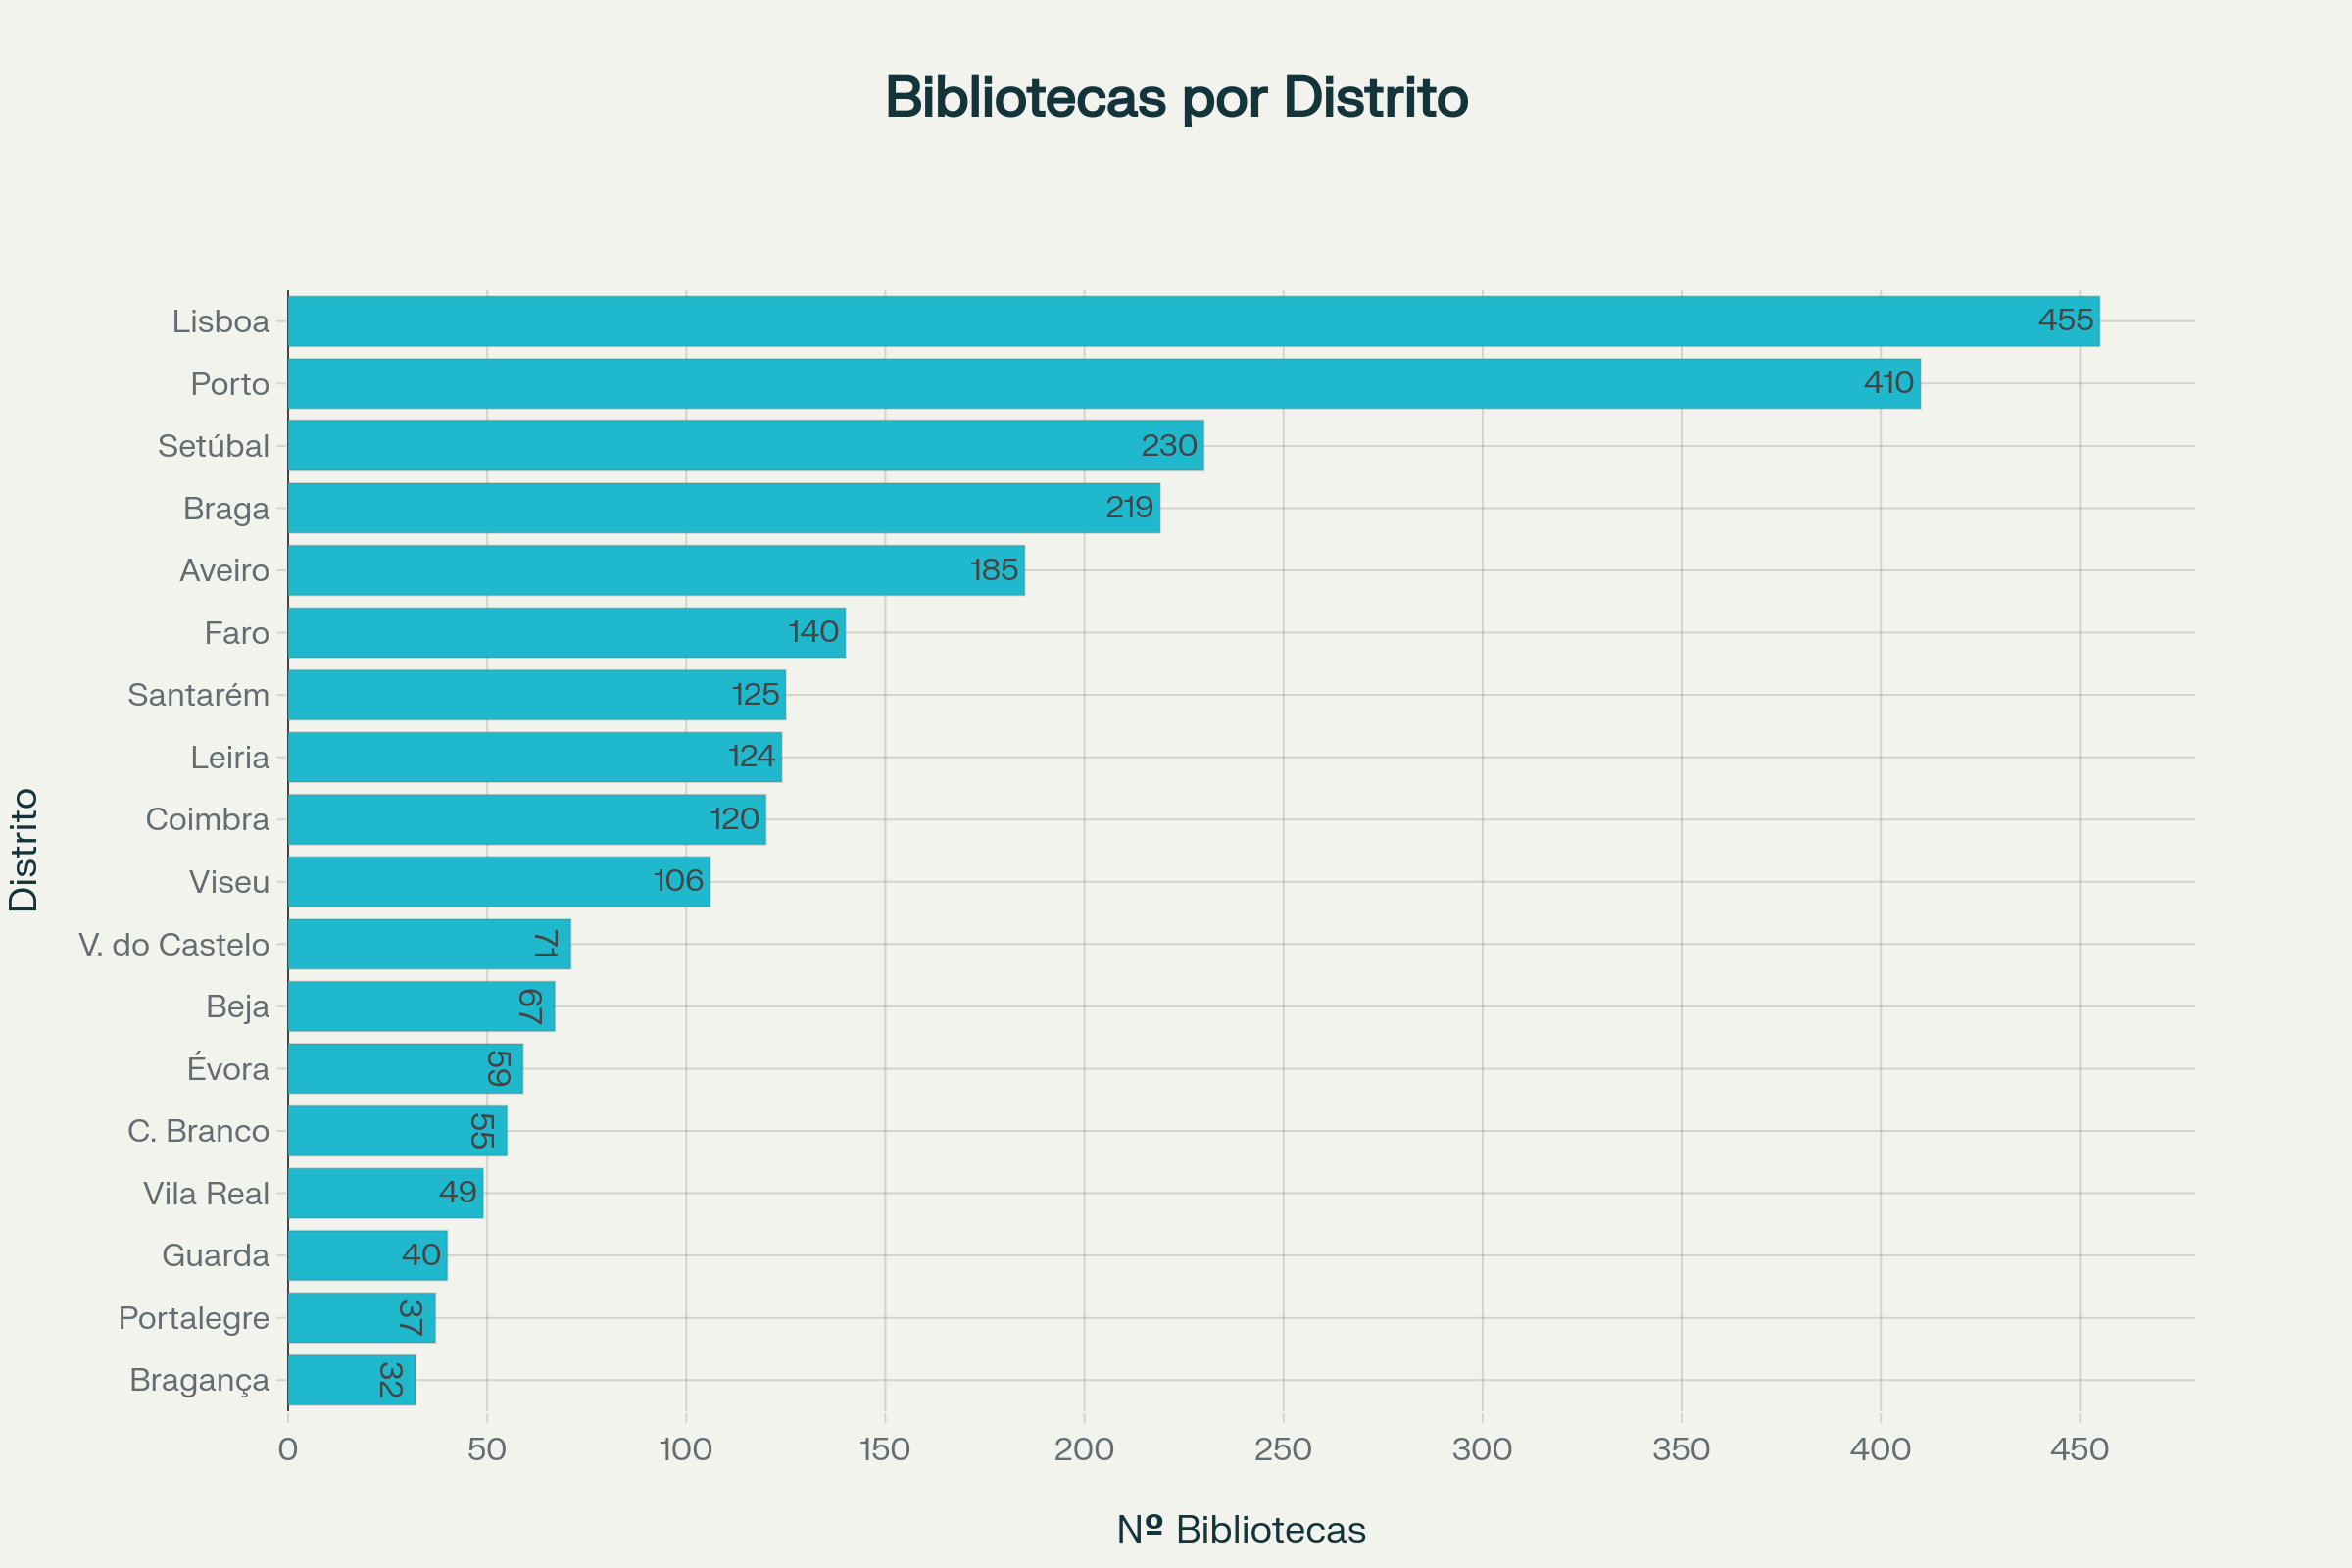 Bibliotecas por Distrito
Distrito
Lisboa 455
Porto 410
Setúbal 230
Braga 219
Aveiro 185
Faro 140
Santarém 125
Leiria 124
Coimbra 120
Viseu 106
V. do Castelo 71
Beja 67
Évora 59
C. Branco 55
Vila Real 49
Guarda 40
Portalegre 37
Bragança 32
0 50 100 150 200 250 300 350 400 450
Nº Bibliotecas